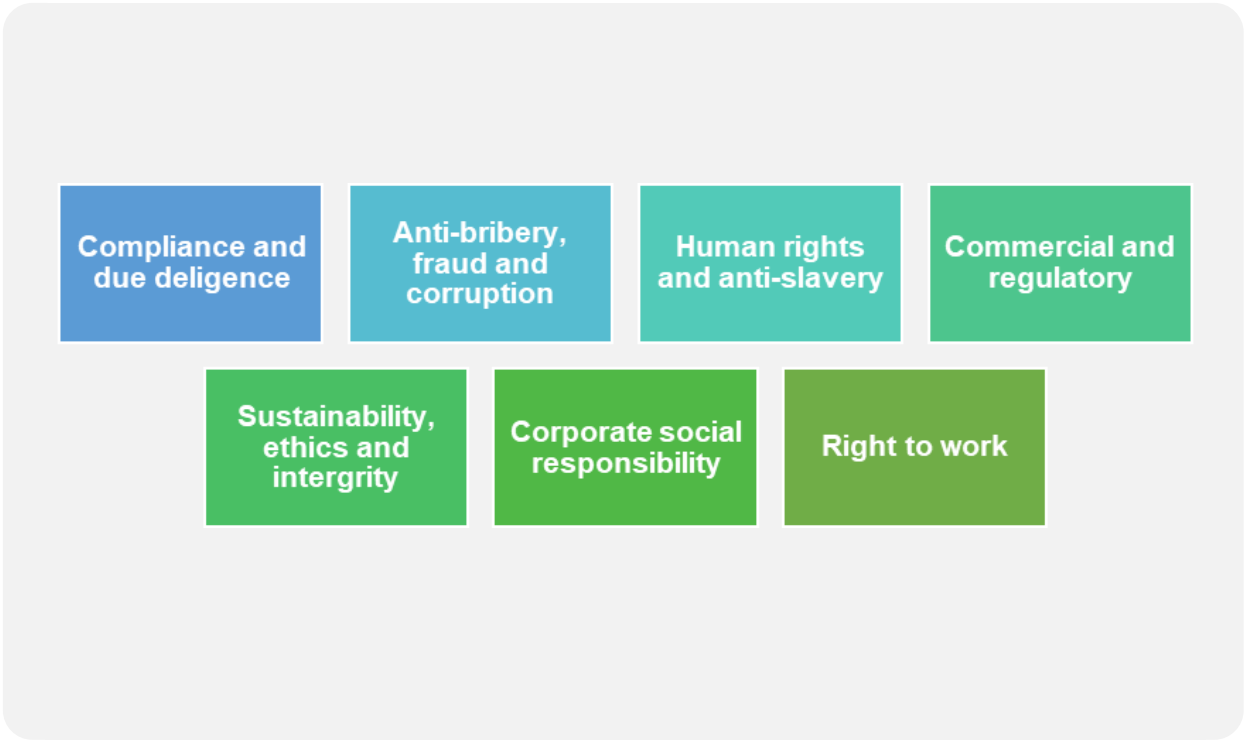 Compliance and
due deligence
Anti-bribery,
fraud and
corruption
Human rights
and anti-slavery
Commercial and
regulatory
Sustainability,
ethics and
intergrity
Corporate social
responsibility
Right to work